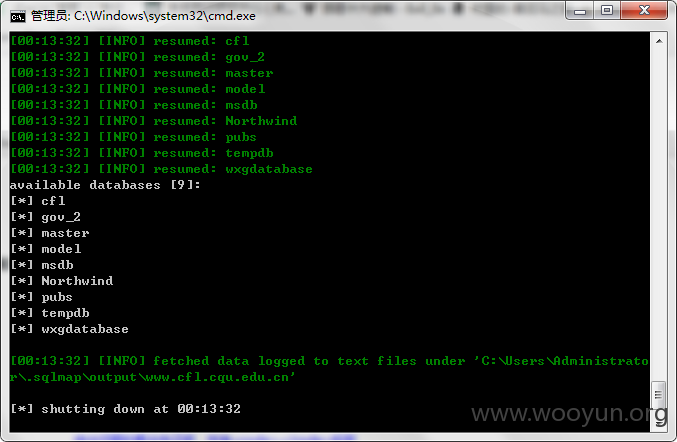 管理员: C:\Windows\system32\cmd.exe
[00:13:32] [INFO] resumed: cfl
[00:13:32] [INFO] resumed: gov_2
[00:13:32] [INFO] resumed: master
[00:13:32] [INFO] resumed: model
[00:13:32] [INFO] resumed: msdb
[00:13:32] [INFO] resumed: Northwind
[00:13:32] [INFO] resumed: pubs
[00:13:32] [INFO] resumed: tempdb
[00:13:32] [INFO] resumed: wxgdatabase
available databases [9]:
[*] cfl
[*] gov_2
[*] master
[*] model
[*] msdb
[*] Northwind
[*] pubs
[*] tempdb
[*] wxgdatabase
[00:13:32] [INFO] fetched data logged to text files under 'C:\Users\Administrato
r\.sqlmap\output\www.cfl.cqu.edu.cn'
[*] shutting down at 00:13:32
www.wooyun.org